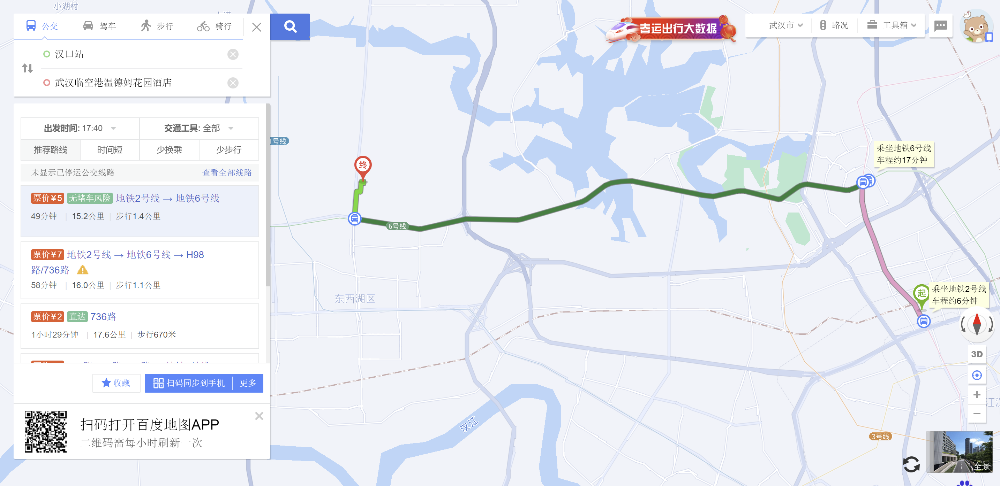 小湖村
公交
驾车
步行
骑行
汉口站
武汉临空港温德姆花园酒店
春运出行大数据
武汉市
路况
工具箱
出发时间: 17:40
交通工具: 全部
推荐路线
时间短
少换乘
少步行
未显示已停运公交线路
查看全部线路
票价¥5 无堵车风险 地铁2号线 → 地铁6号线
49分钟 | 15.2公里 | 步行1.4公里
票价¥7 地铁2号线 → 地铁6号线 → H98
路/736路
58分钟 | 16.0公里 | 步行1.1公里
票价¥2 直达 736路
1小时29分钟 | 17.6公里 | 步行670米
收藏
扫码同步到手机
更多
扫码打开百度地图APP
二维码需每小时刷新一次
1号线
终
6号线
乘坐地铁6号线
车程约17分钟
起
乘坐地铁2号线
车程约6分钟
东西湖区
汉江
3D
3号线
全景